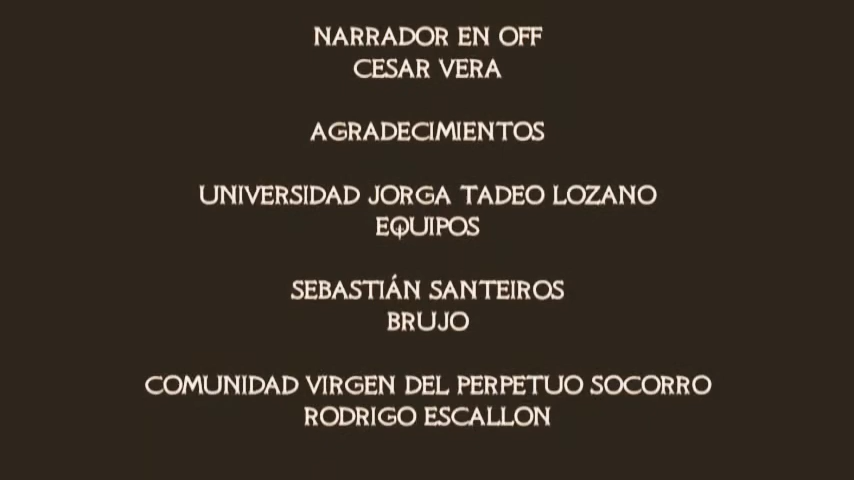 NARRADOR EN OFF
CESAR VERA
AGRADECIMIENTOS
UNIVERSIDAD JORGA TADEO LOZANO
EQUIPOS
SEBASTIÁN SANTEIROS
BRUJO
COMUNIDAD VIRGEN DEL PERPETUO SOCORRO
RODRIGO ESCALLON